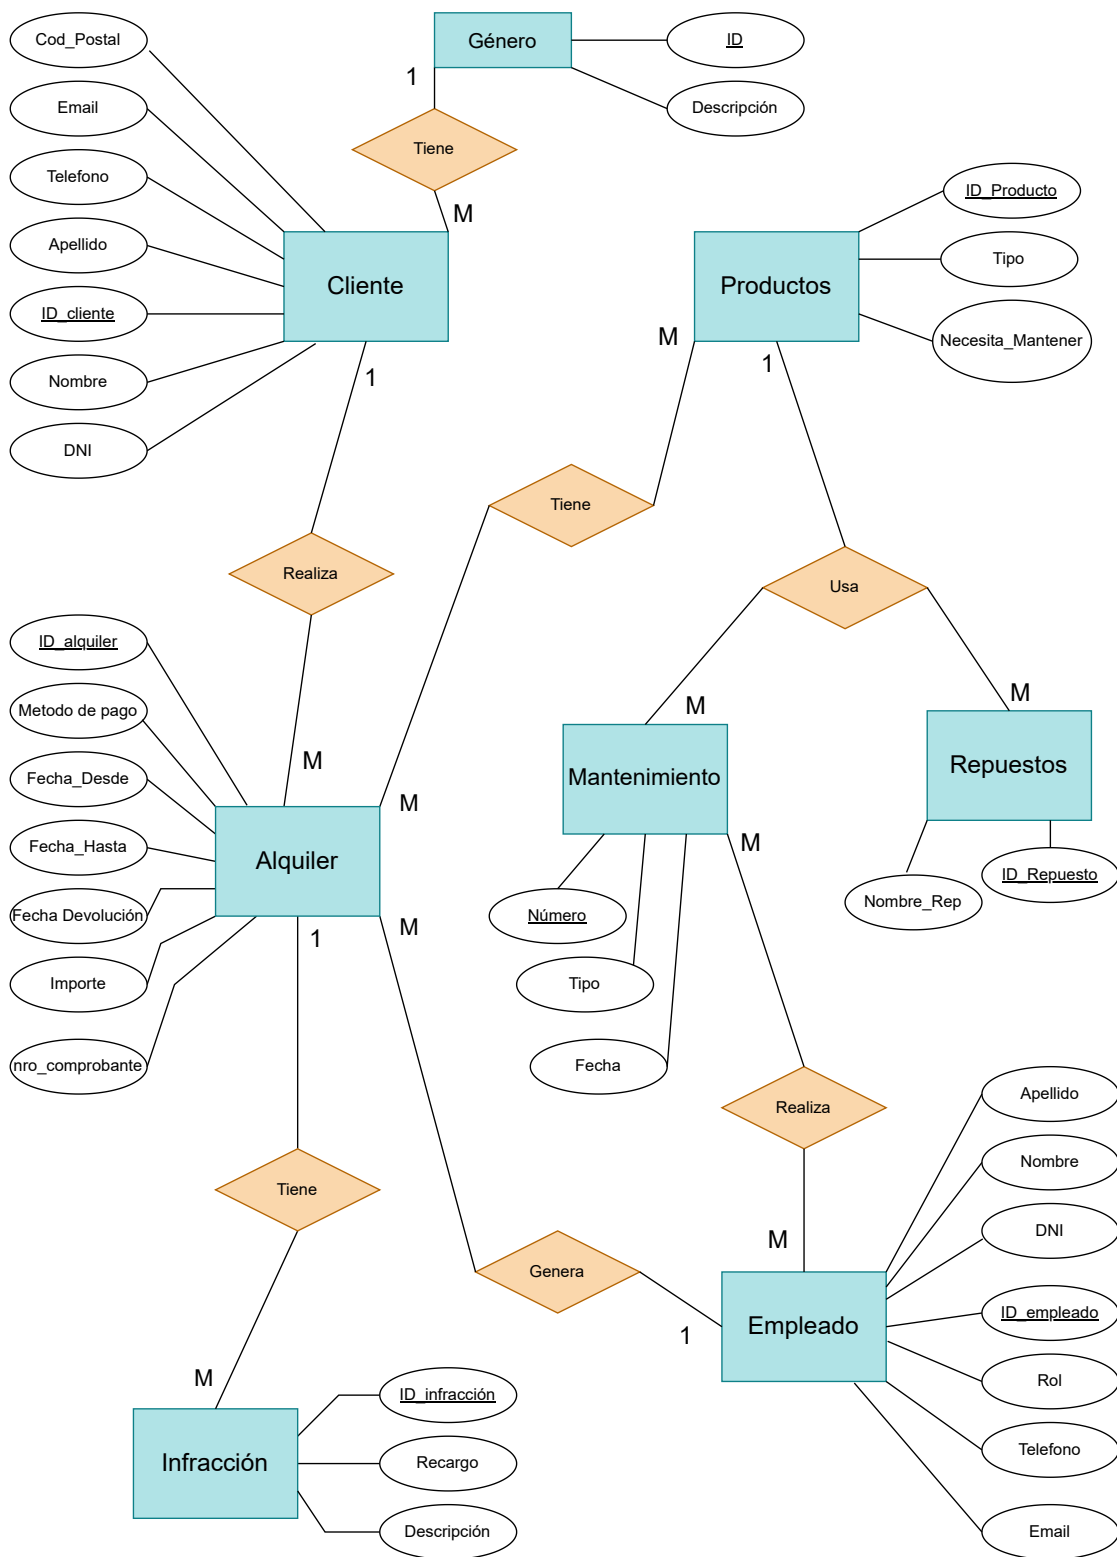 Cod_Postal
Género
ID
1
Email
Descripción
Tiene
Telefono
ID_Producto
M
Apellido
Tipo
Cliente
Productos
ID_cliente
M
Necesita_Mantener
1
1
Nombre
DNI
Tiene
Realiza
Usa
ID_alquiler
M
M
Metodo de pago
M
Fecha_Desde
Mantenimiento
Repuestos
M
M
Fecha_Hasta
Alquiler
ID_Repuesto
Fecha Devolución
Número
Nombre_Rep
M
1
Importe
Tipo
nro_comprobante
Fecha
Apellido
Realiza
Nombre
Tiene
DNI
M
Genera
ID_empleado
Empleado
1
M
Rol
ID_infracción
Telefono
Infracción
Recargo
Descripción
Email